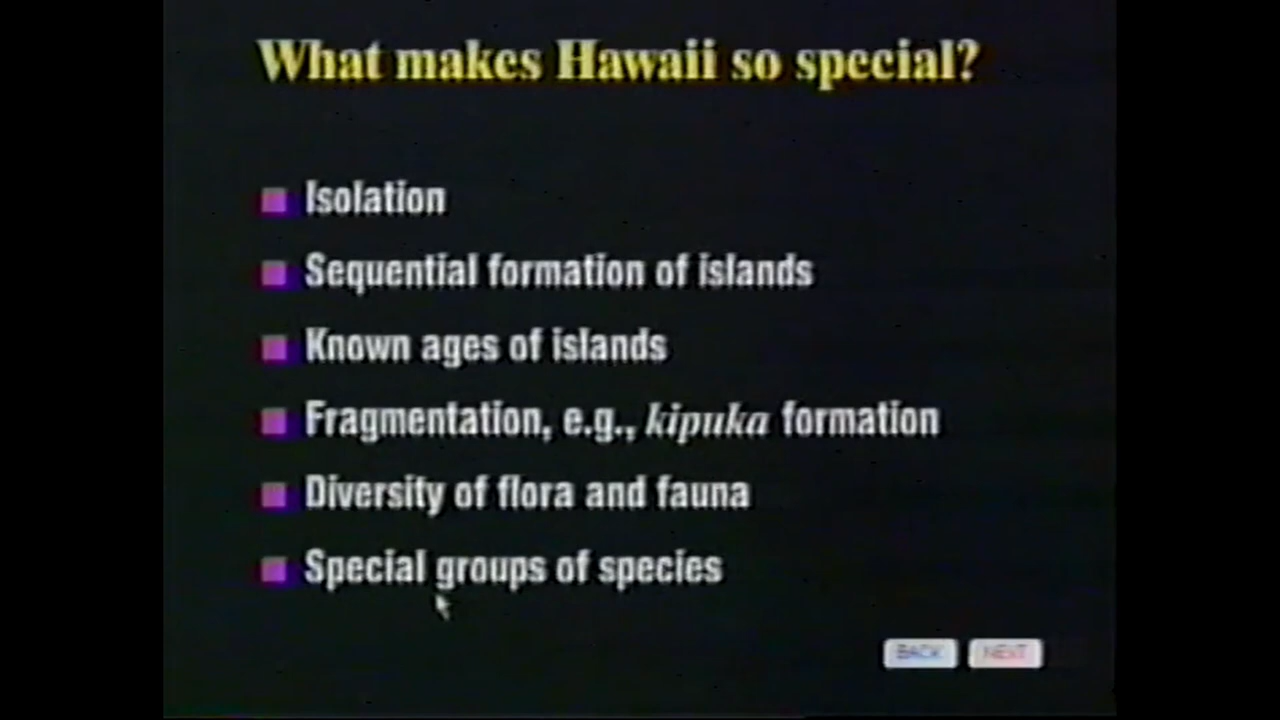 What makes Hawaii so special?
Isolation
Sequential formation of islands
Known ages of islands
Fragmentation, e.g., kipuka formation
Diversity of flora and fauna
Special groups of species
BACK NEXT